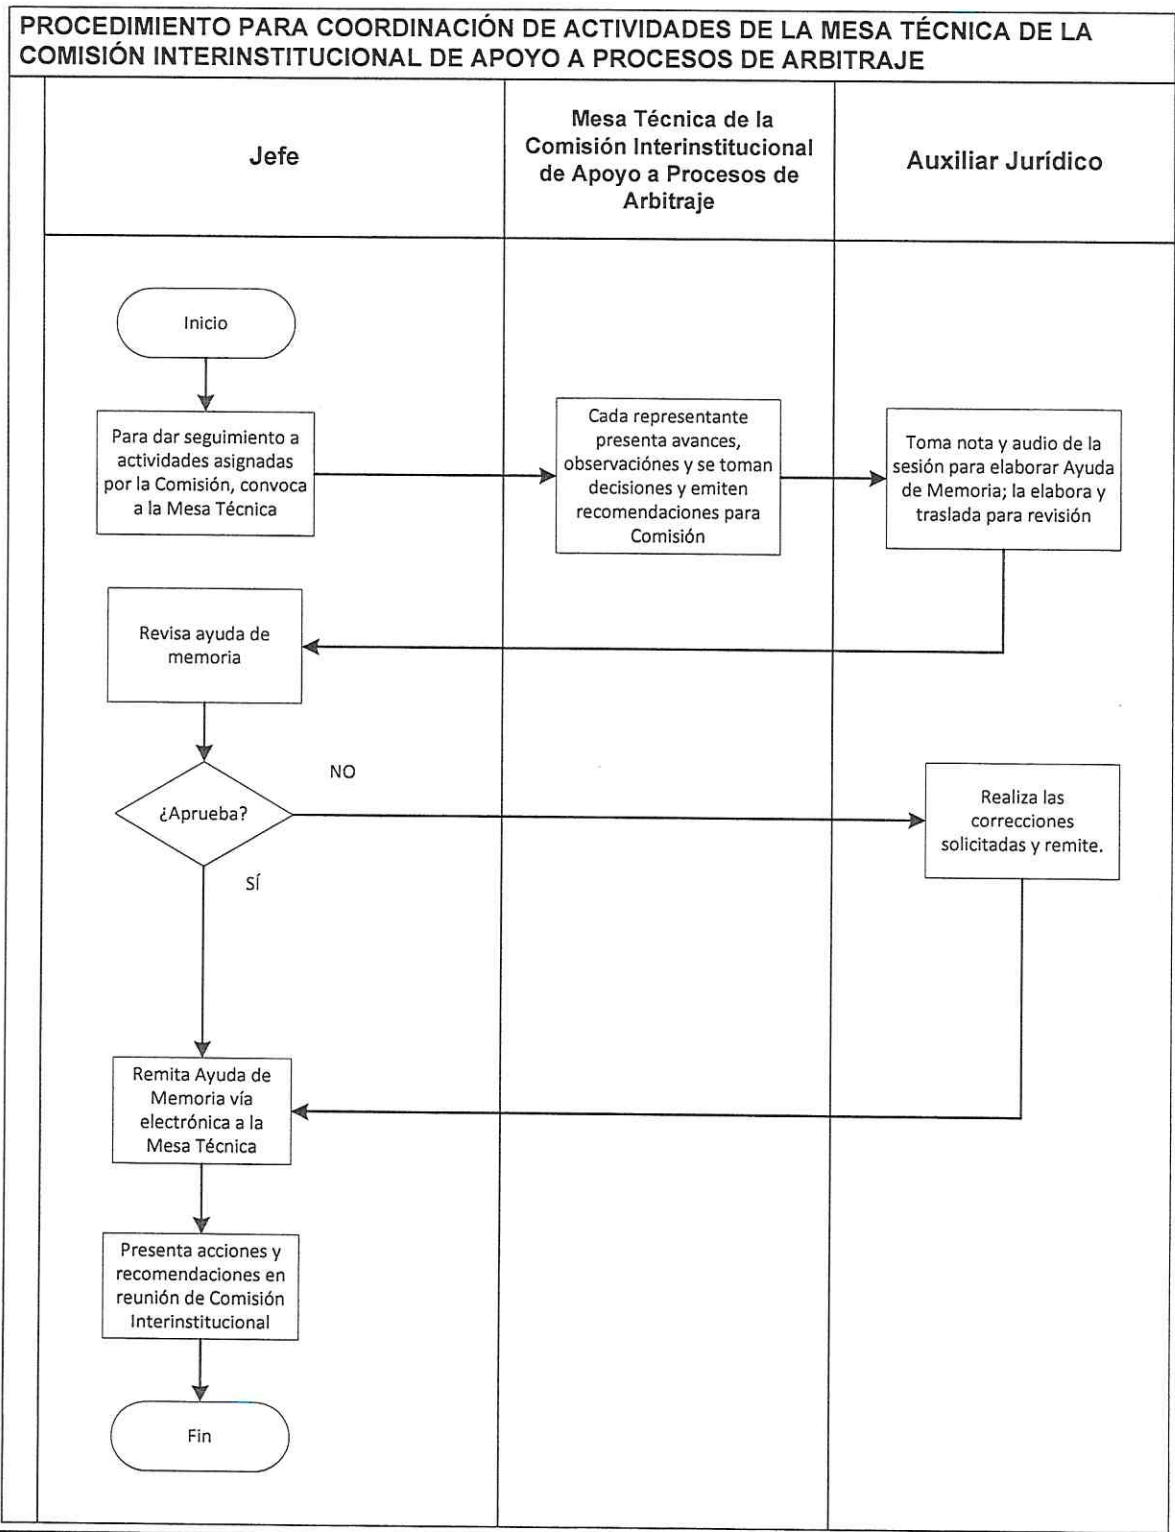 PROCEDIMIENTO PARA COORDINACIÓN DE ACTIVIDADES DE LA MESA TÉCNICA DE LA
COMISIÓN INTERINSTITUCIONAL DE APOYO A PROCESOS DE ARBITRAJE
Jefe
Mesa Técnica de la
Comisión Interinstitucional
de Apoyo a Procesos de
Arbitraje
Auxiliar Jurídico
Inicio
Para dar seguimiento a
actividades asignadas
por la Comisión, convoca
a la Mesa Técnica
Cada representante
presenta avances,
observaciónes y se toman
decisiones y emiten
recomendaciones para
Comisión
Toma nota y audio de la
sesión para elaborar Ayuda
de Memoria; la elabora y
traslada para revisión
Revisa ayuda de
memoria
¿Aprueba?
NO
Realiza las
correcciones
solicitadas y remite.
SÍ
Remita Ayuda de
Memoria vía
electrónica a la
Mesa Técnica
Presenta acciones y
recomendaciones en
reunión de Comisión
Interinstitucional
Fin